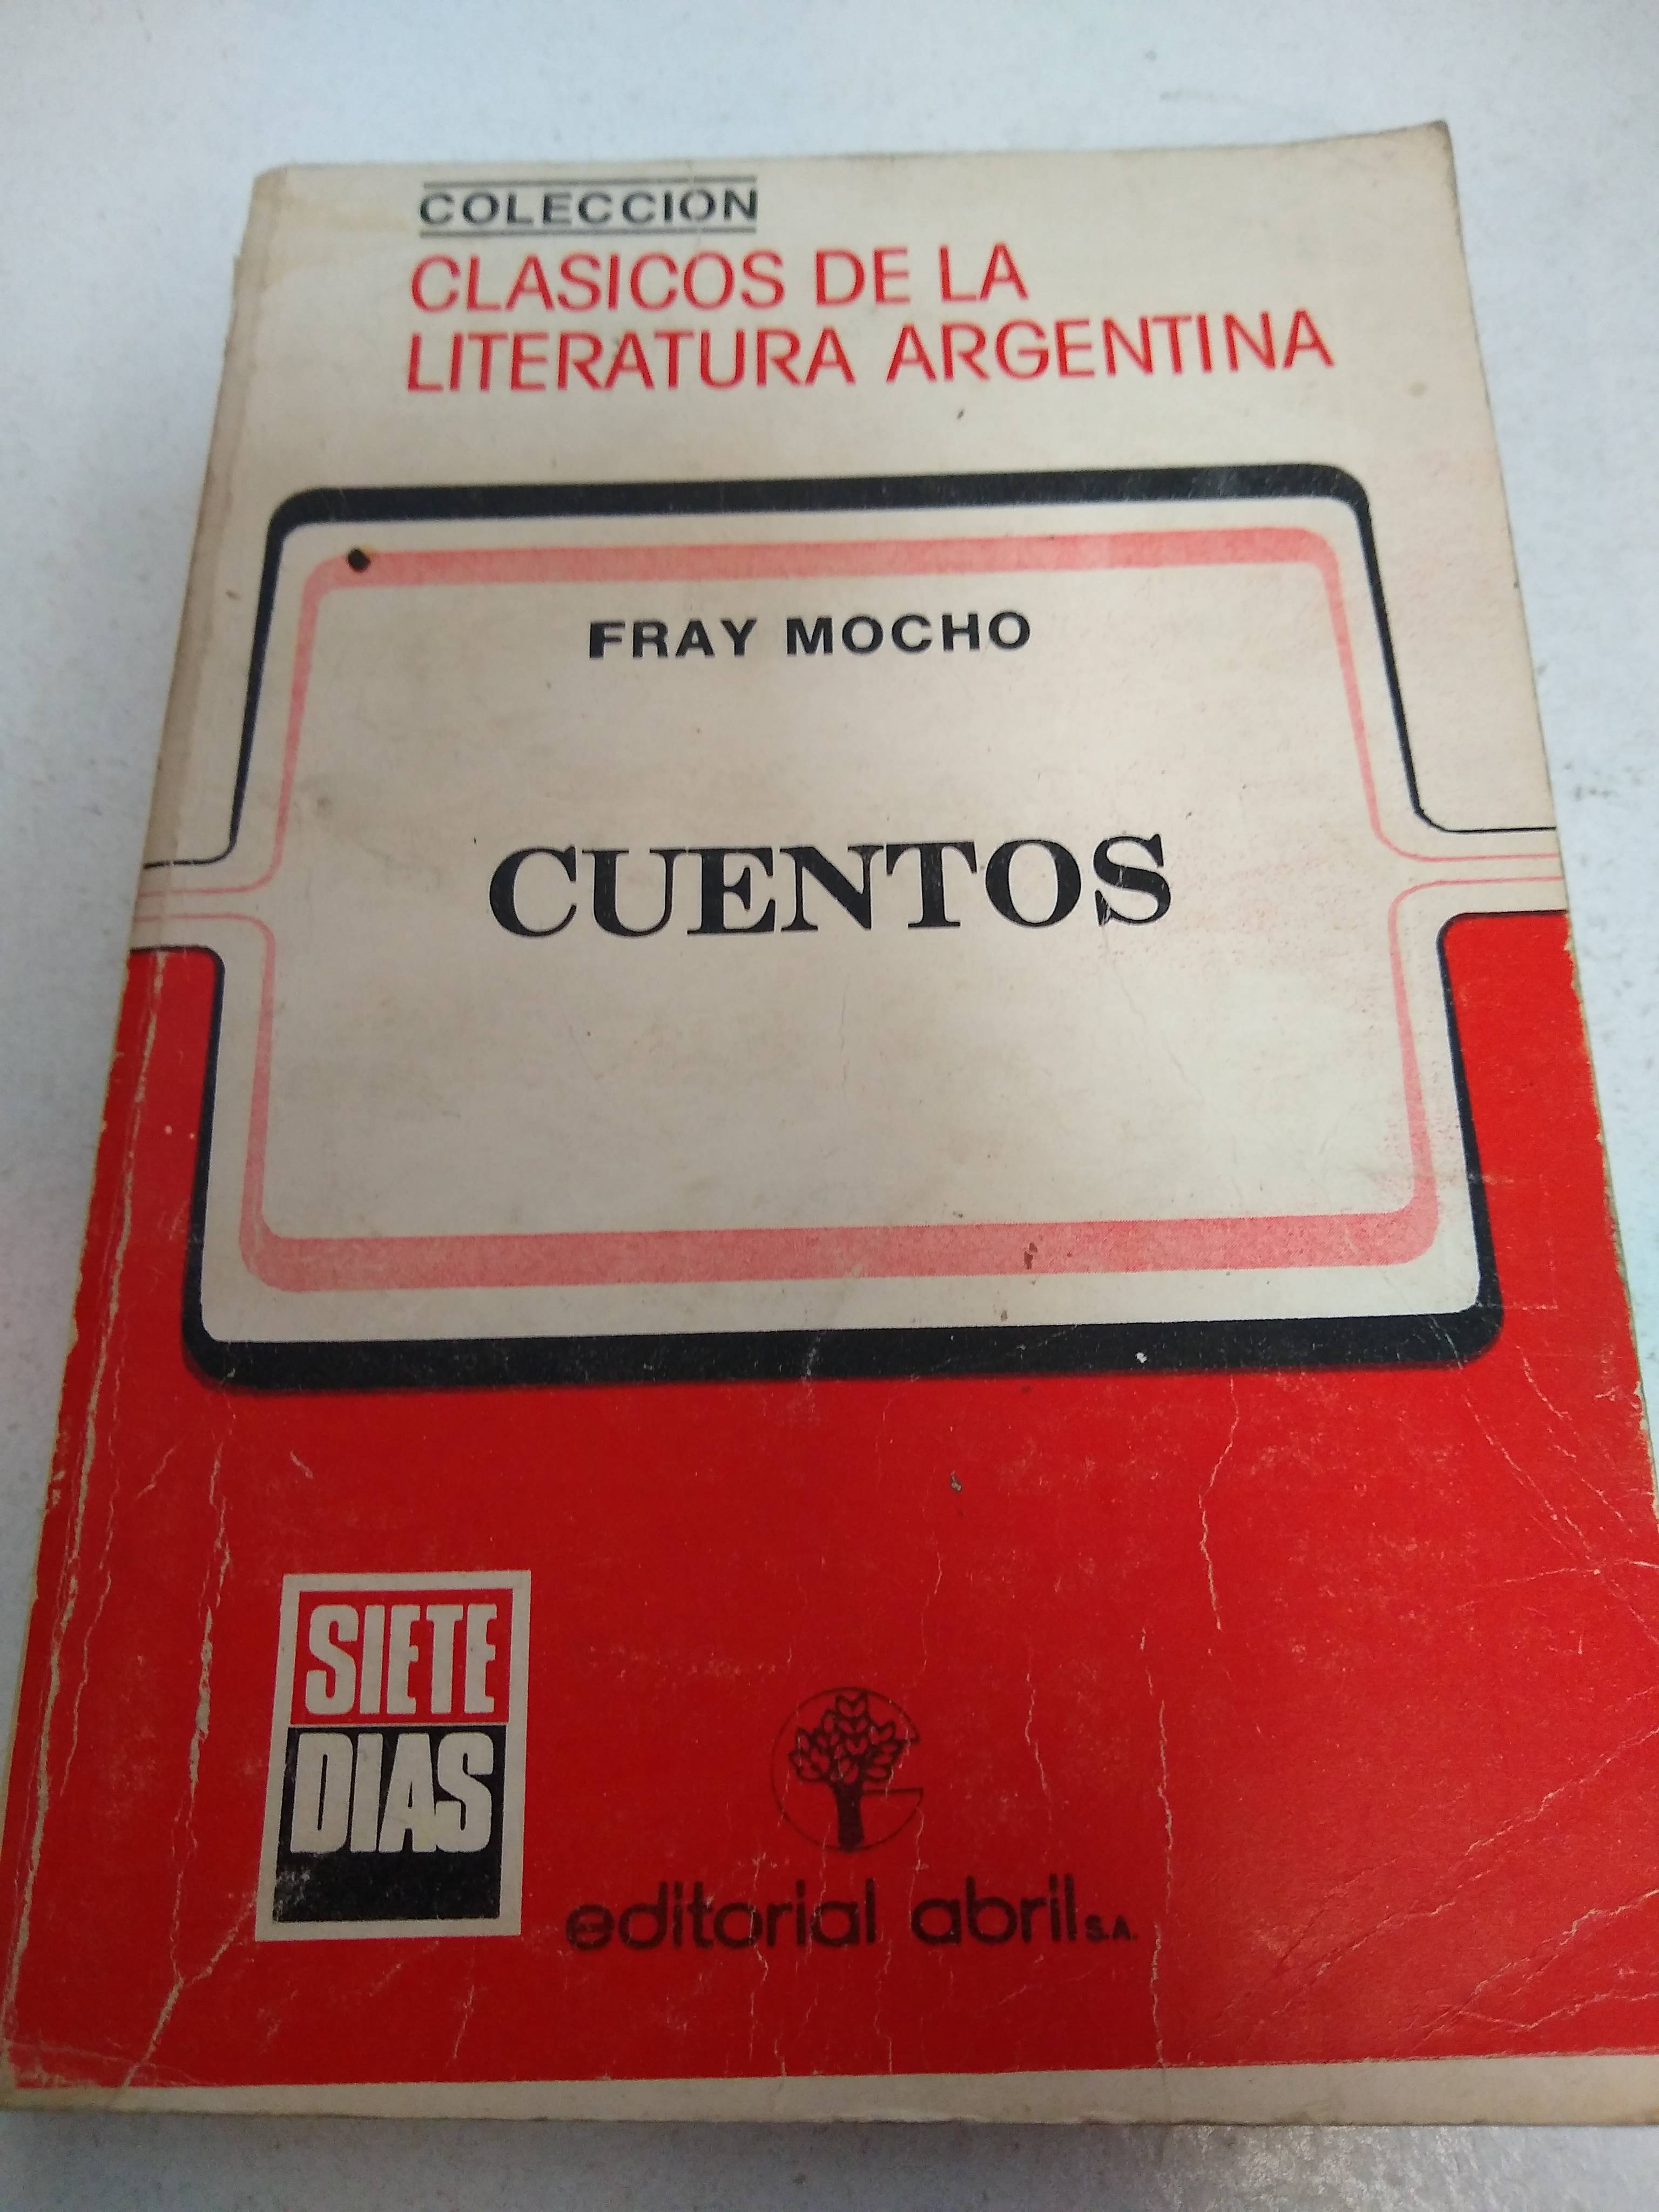 COLECCION
CLASICOS DE LA
LITERATURA ARGENTINA
FRAY MOCHO
CUENTOS
SIETE
DIAS
editorial abril S.A.